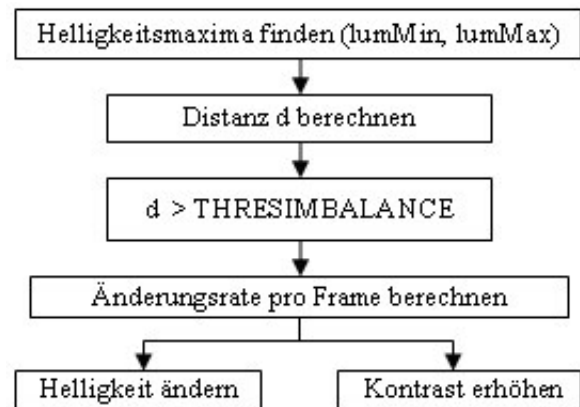 Helligkeitsmaxima finden (lumMin, lumMax)
Distanz d berechnen
d > THRESIMBALANCE
Änderungsrate pro Frame berechnen
Helligkeit ändern
Kontrast erhöhen